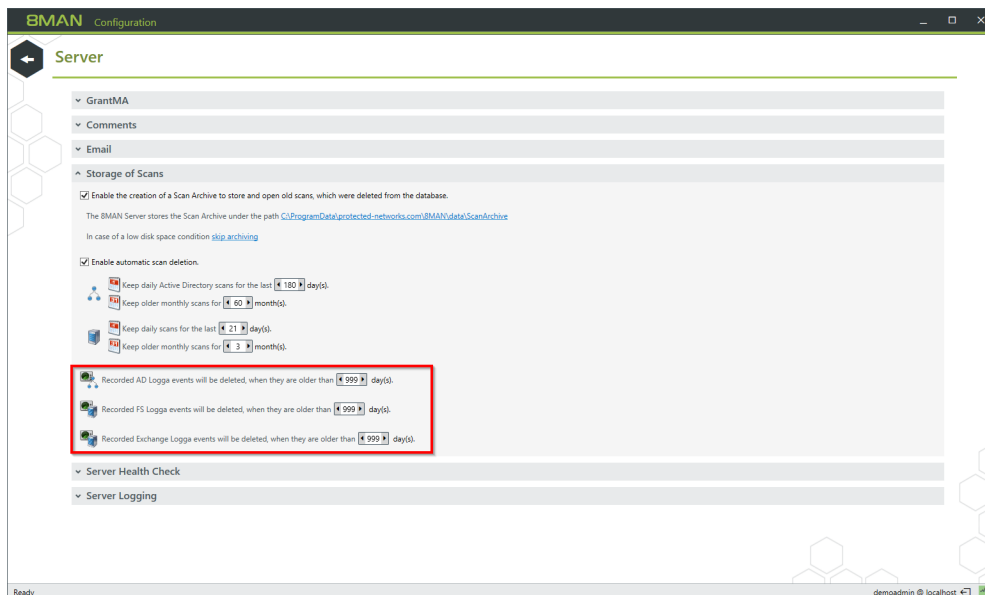 8MAN Configuration
Server
GrantMA
Comments
Email
Storage of Scans
Enable the creation of a Scan Archive to store and open old scans, which were deleted from the database.
The 8MAN Server stores the Scan Archive under the path C:\ProgramData\protected-networks.com\8MAN\data\ScanArchive
In case of a low disk space condition skip archiving
Enable automatic scan deletion.
Keep daily Active Directory scans for the last 180 day(s).
Keep older monthly scans for 60 month(s).
Keep daily scans for the last 21 day(s).
Keep older monthly scans for 3 month(s).
Recorded AD Logga events will be deleted, when they are older than 999 day(s).
Recorded FS Logga events will be deleted, when they are older than 999 day(s).
Recorded Exchange Logga events will be deleted, when they are older than 999 day(s).
Server Health Check
Server Logging
Ready demoadmin @ localhost